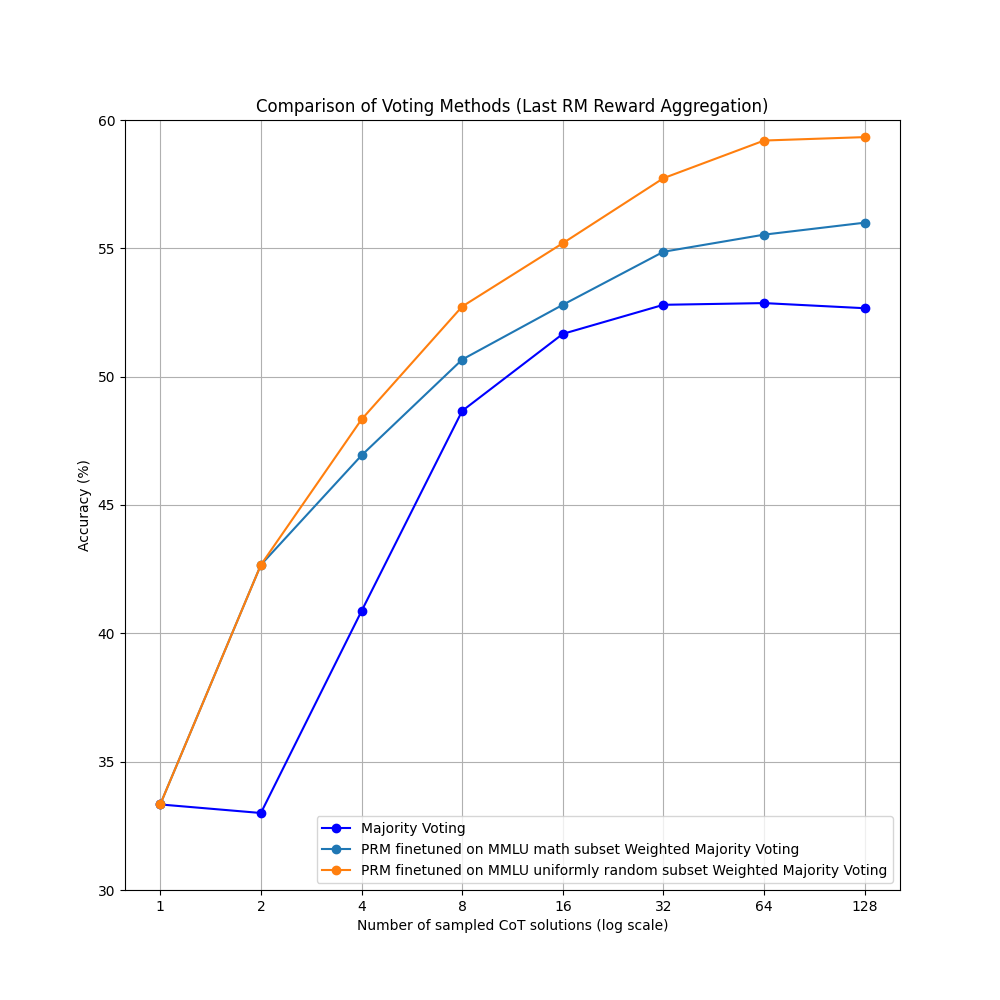 Comparison of Voting Methods (Last RM Reward Aggregation)
60
55
50
45
40
35
30
Accuracy (%)
Majority Voting
PRM finetuned on MMLU math subset Weighted Majority Voting
PRM finetuned on MMLU uniformly random subset Weighted Majority Voting
1 2 4 8 16 32 64 128
Number of sampled CoT solutions (log scale)